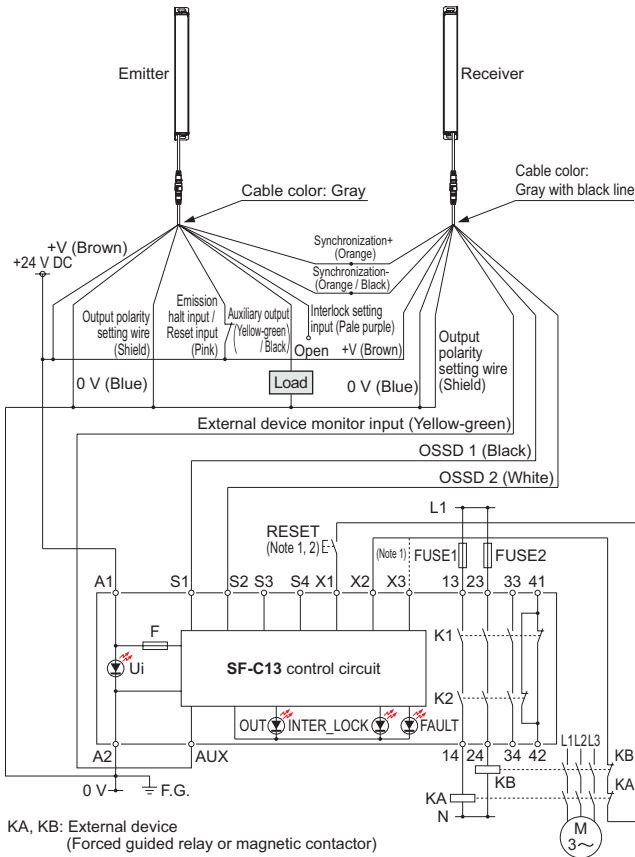 Emitter
Receiver
Cable color: Gray
Cable color:
Gray with black line
+V (Brown)
+24 V DC
Synchronization+
(Orange)
Synchronization-
(Orange / Black)
Output polarity
setting wire
(Shield)
Emission
halt input /
Reset input
(Pink)
Auxiliary output
(Yellow-green
/ Black)
Interlock setting
input (Pale purple)
Open
+V (Brown)
Output
polarity
setting wire
(Shield)
0 V (Blue)
Load
0 V (Blue)
External device monitor input (Yellow-green)
OSSD 1 (Black)
OSSD 2 (White)
L1
RESET
(Note 1, 2)
(Note 1)
FUSE1
FUSE2
A1
S1
S2
S3
S4
X1
X2
X3
13
23
33
41
F
K1
Ui
SF-C13 control circuit
K2
OUT
INTER_LOCK
FAULT
A2
AUX
14
24
34
42
L1
L2
L3
KB
KB
KA
KA
0 V
F.G.
N
M
3~
KA, KB: External device
(Forced guided relay or magnetic contactor)